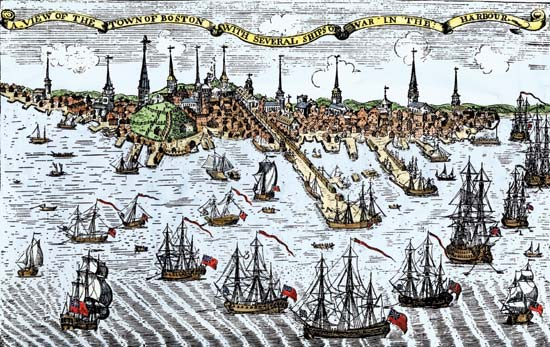 A VIEW OF THE TOWN OF BOSTON WITH SEVERAL SHIPS OF WAR IN THE HARBOUR.